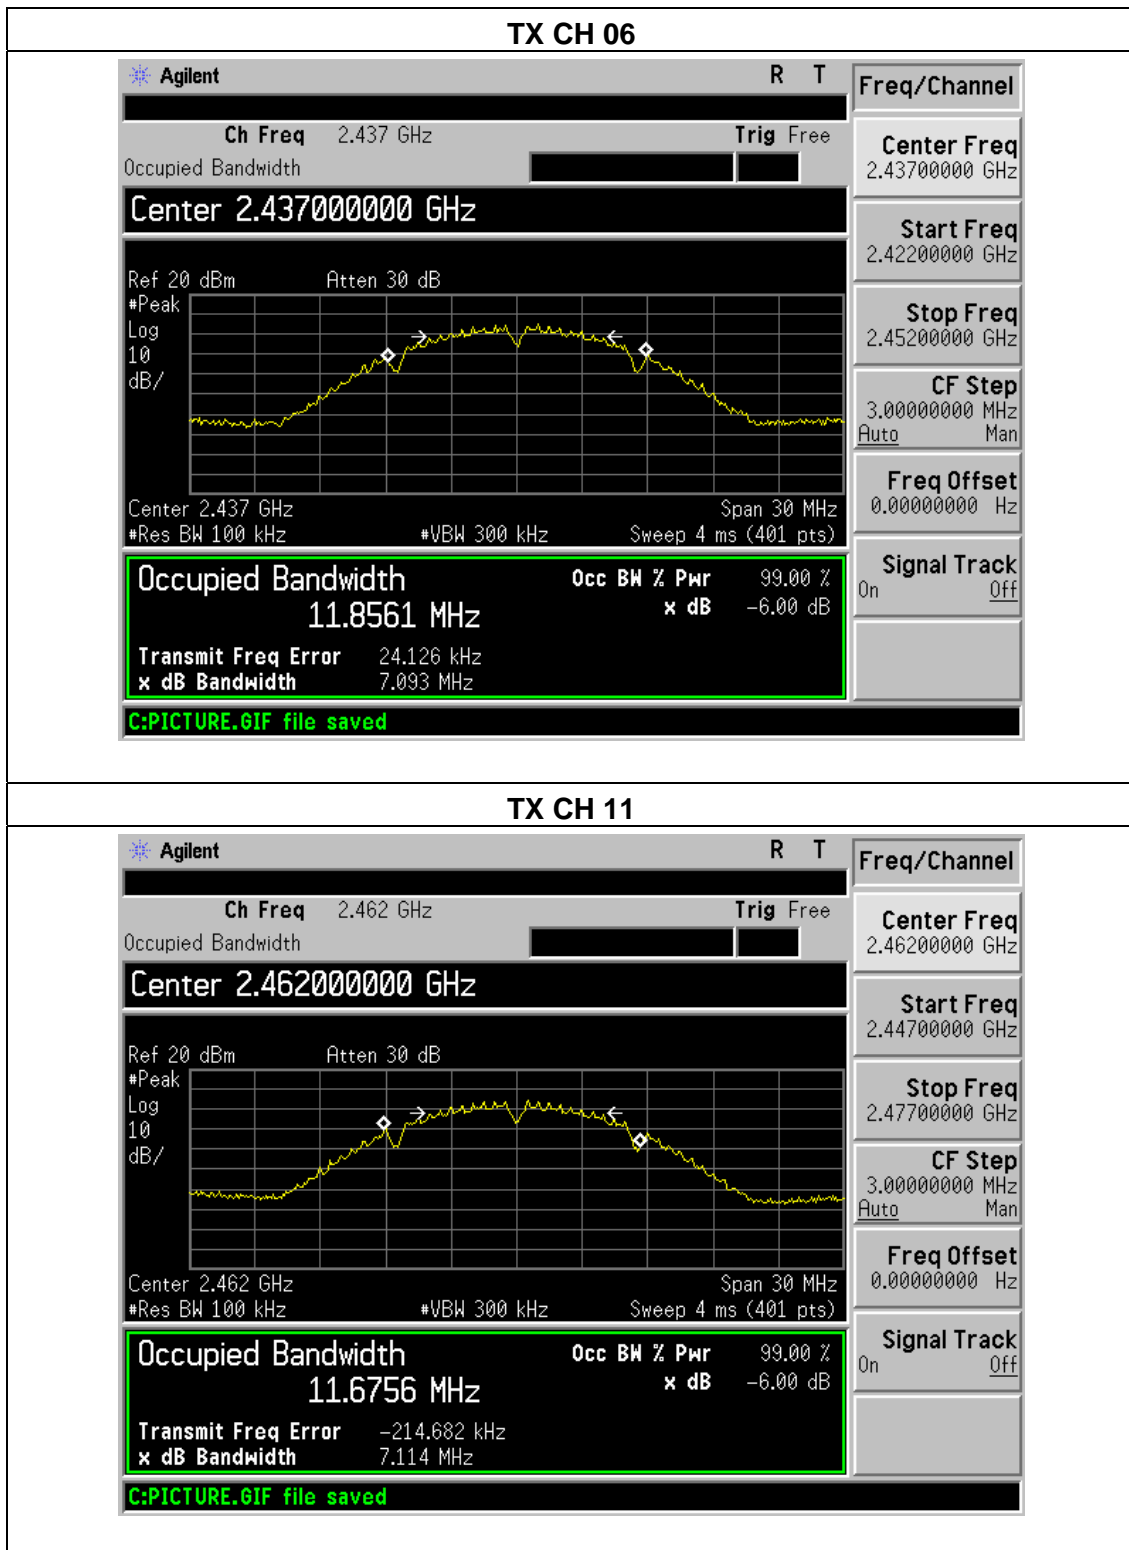 TX CH 06
Agilent R T
Freq/Channel
Ch Freq 2.437 GHz Trig Free
Occupied Bandwidth
Center Freq
2.43700000 GHz
Center 2.437000000 GHz
Start Freq
2.42200000 GHz
Ref 20 dBm Atten 30 dB
#Peak
Log
10
dB/
Stop Freq
2.45200000 GHz
CF Step
3.00000000 MHz
Auto Man
Freq Offset
0.00000000 Hz
Center 2.437 GHz Span 30 MHz
#Res BW 100 kHz #VBW 300 kHz Sweep 4 ms (401 pts)
Signal Track
On Off
Occupied Bandwidth Occ BW % Pwr 99.00 %
11.8561 MHz x dB -6.00 dB
Transmit Freq Error 24.126 kHz
x dB Bandwidth 7.093 MHz
C:PICTURE.GIF file saved
TX CH 11
Agilent R T
Freq/Channel
Ch Freq 2.462 GHz Trig Free
Occupied Bandwidth
Center Freq
2.46200000 GHz
Center 2.462000000 GHz
Start Freq
2.44700000 GHz
Ref 20 dBm Atten 30 dB
#Peak
Log
10
dB/
Stop Freq
2.47700000 GHz
CF Step
3.00000000 MHz
Auto Man
Freq Offset
0.00000000 Hz
Center 2.462 GHz Span 30 MHz
#Res BW 100 kHz #VBW 300 kHz Sweep 4 ms (401 pts)
Signal Track
On Off
Occupied Bandwidth Occ BW % Pwr 99.00 %
11.6756 MHz x dB -6.00 dB
Transmit Freq Error -214.682 kHz
x dB Bandwidth 7.114 MHz
C:PICTURE.GIF file saved